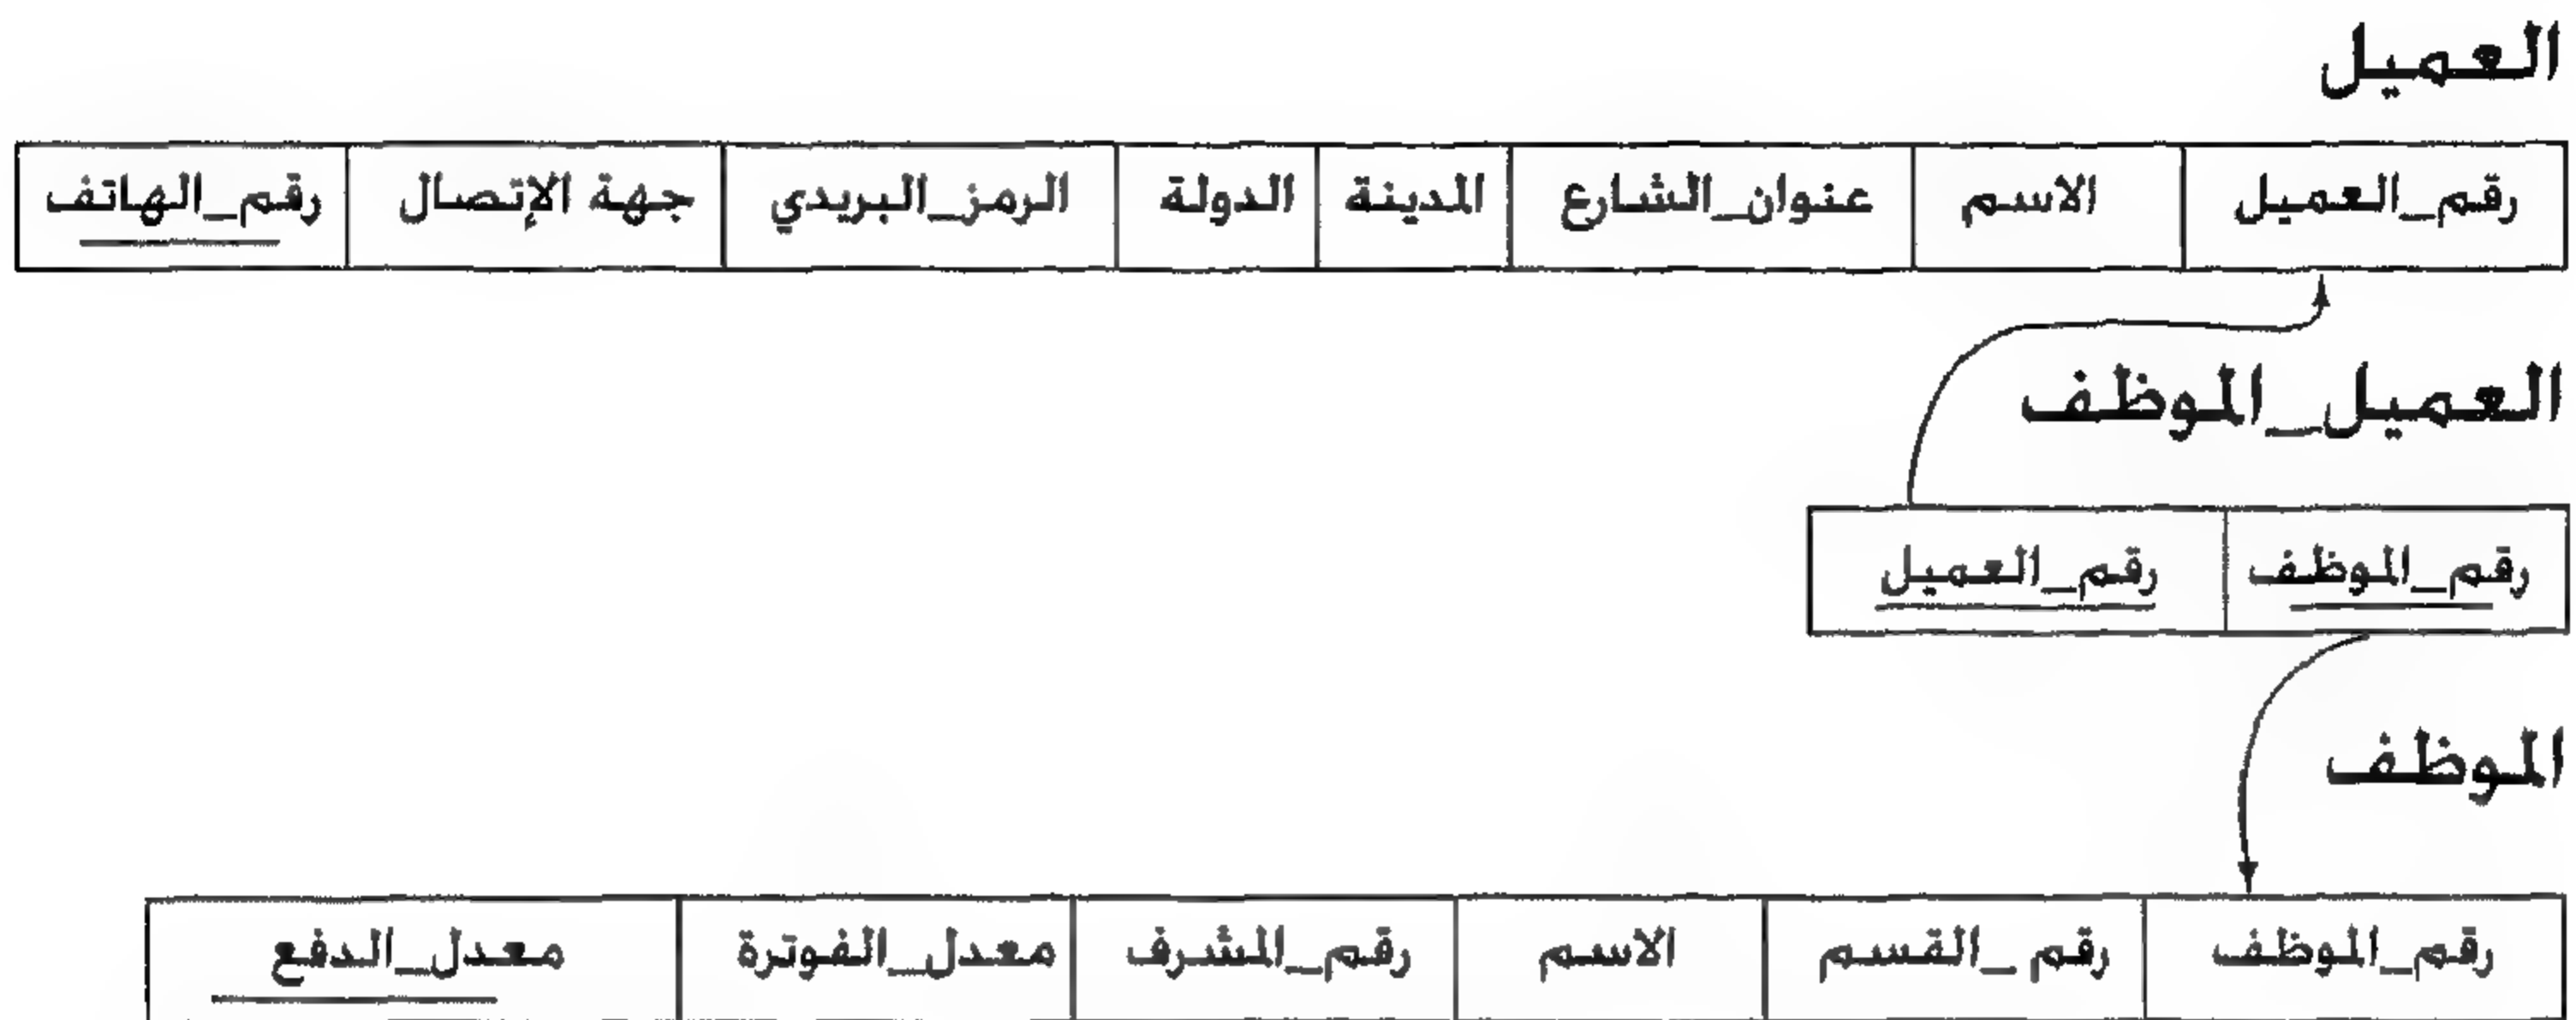 العميل
رقم_العميل الاسم عنوان_الشارع المدينة الدولة الرمز_البريدي جهة الإتصال رقم_الهاتف
العميل_الموظف
رقم_الموظف رقم_العميل
الموظف
رقم_الموظف رقم _القسم الاسم رقم_المشرف معدل_الفوترة معدل_الدفع